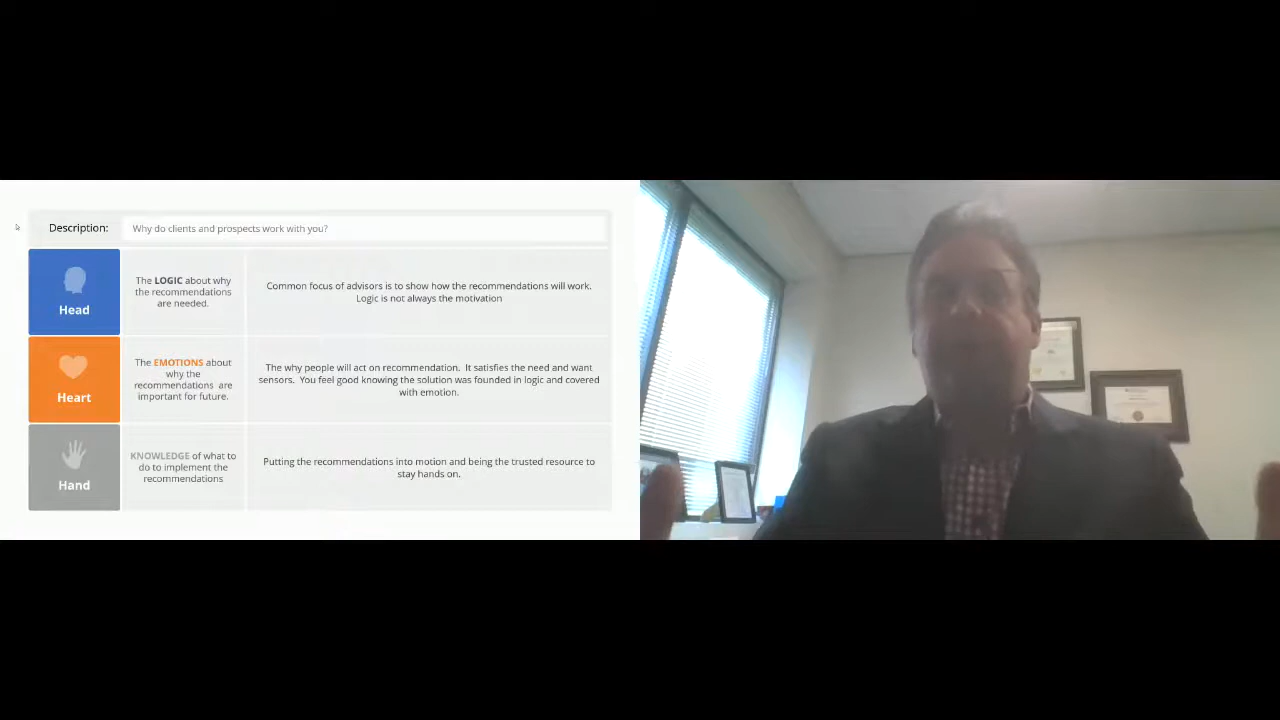 Description:
Why do clients and prospects work with you?
Head
The LOGIC about why
the recommendations
are needed.
Common focus of advisors is to show how the recommendations will work.
Logic is not always the motivation
Heart
The EMOTIONS about
why the
recommendations are
important for future.
The why people will act on recommendation. It satisfies the need and want
sensors. You feel good knowing the solution was founded in logic and covered
with emotion.
Hand
KNOWLEDGE of what to
do to implement the
recommendations
Putting the recommendations into motion and being the trusted resource to
stay hands on.